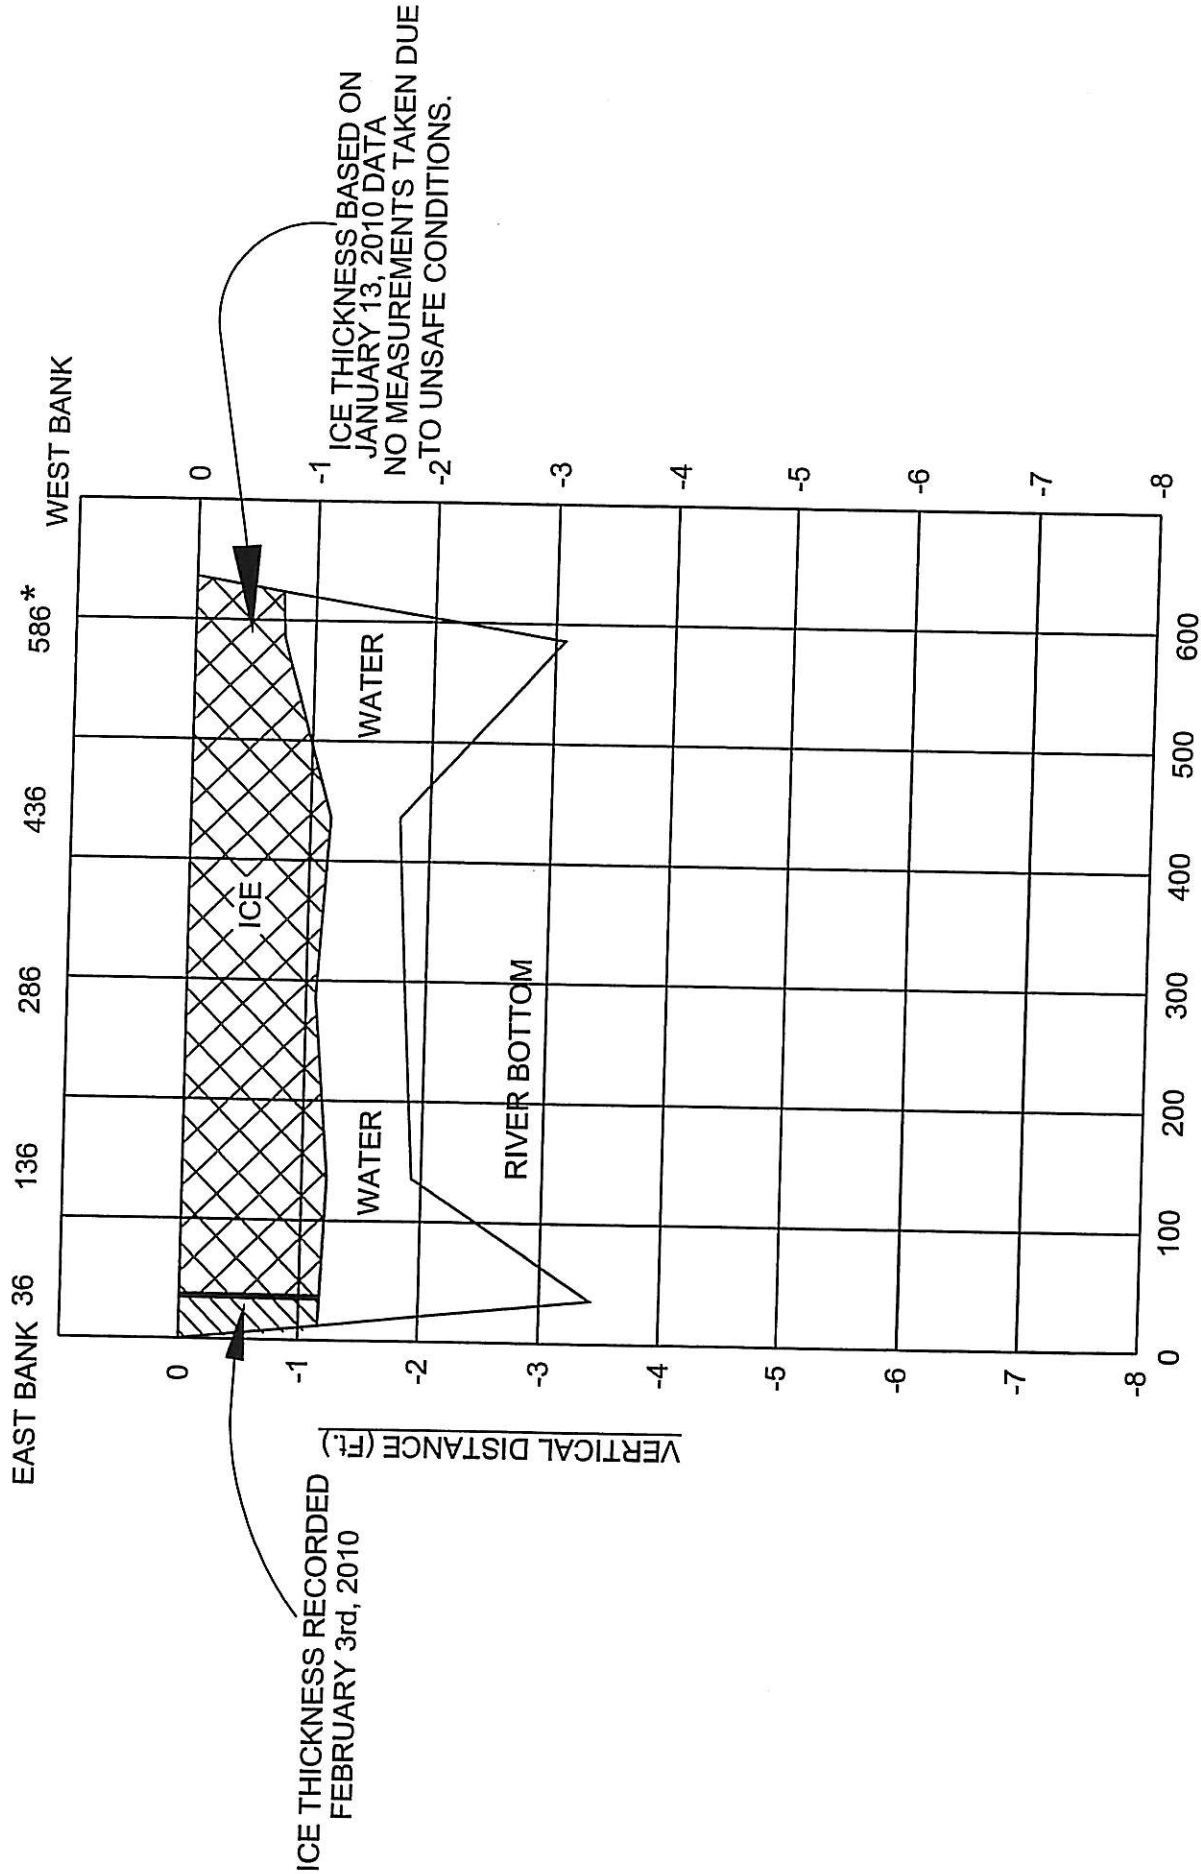 EAST BANK 36 136 286 436 586* WEST BANK
0 0
-1 -1
-2 -2
-3 -3
-4 -4
-5 -5
-6 -6
-7 -7
-8 -8
0 100 200 300 400 500 600
VERTICAL DISTANCE (Ft.)
ICE THICKNESS RECORDED
FEBRUARY 3rd, 2010
ICE
WATER
WATER
RIVER BOTTOM
ICE THICKNESS BASED ON
JANUARY 13, 2010 DATA
NO MEASUREMENTS TAKEN DUE
TO UNSAFE CONDITIONS.